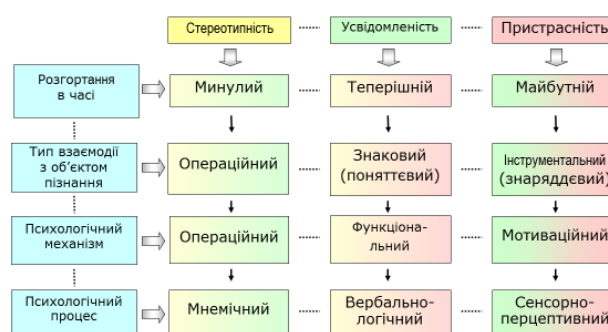 Стереотипність
Усвідомленість
Пристрасність
Розгортання
в часі
Минулий
Теперішній
Майбутній
Тип взаємодії
з об’єктом
пізнання
Операційний
Знаковий
(поняттєвий)
Інструментальний
(знаряддєвий)
Психологічний
механізм
Операційний
Функціона-
льний
Мотиваційний
Психологічний
процес
Мнемічний
Вербально-
логічний
Сенсорно-
перцептивний